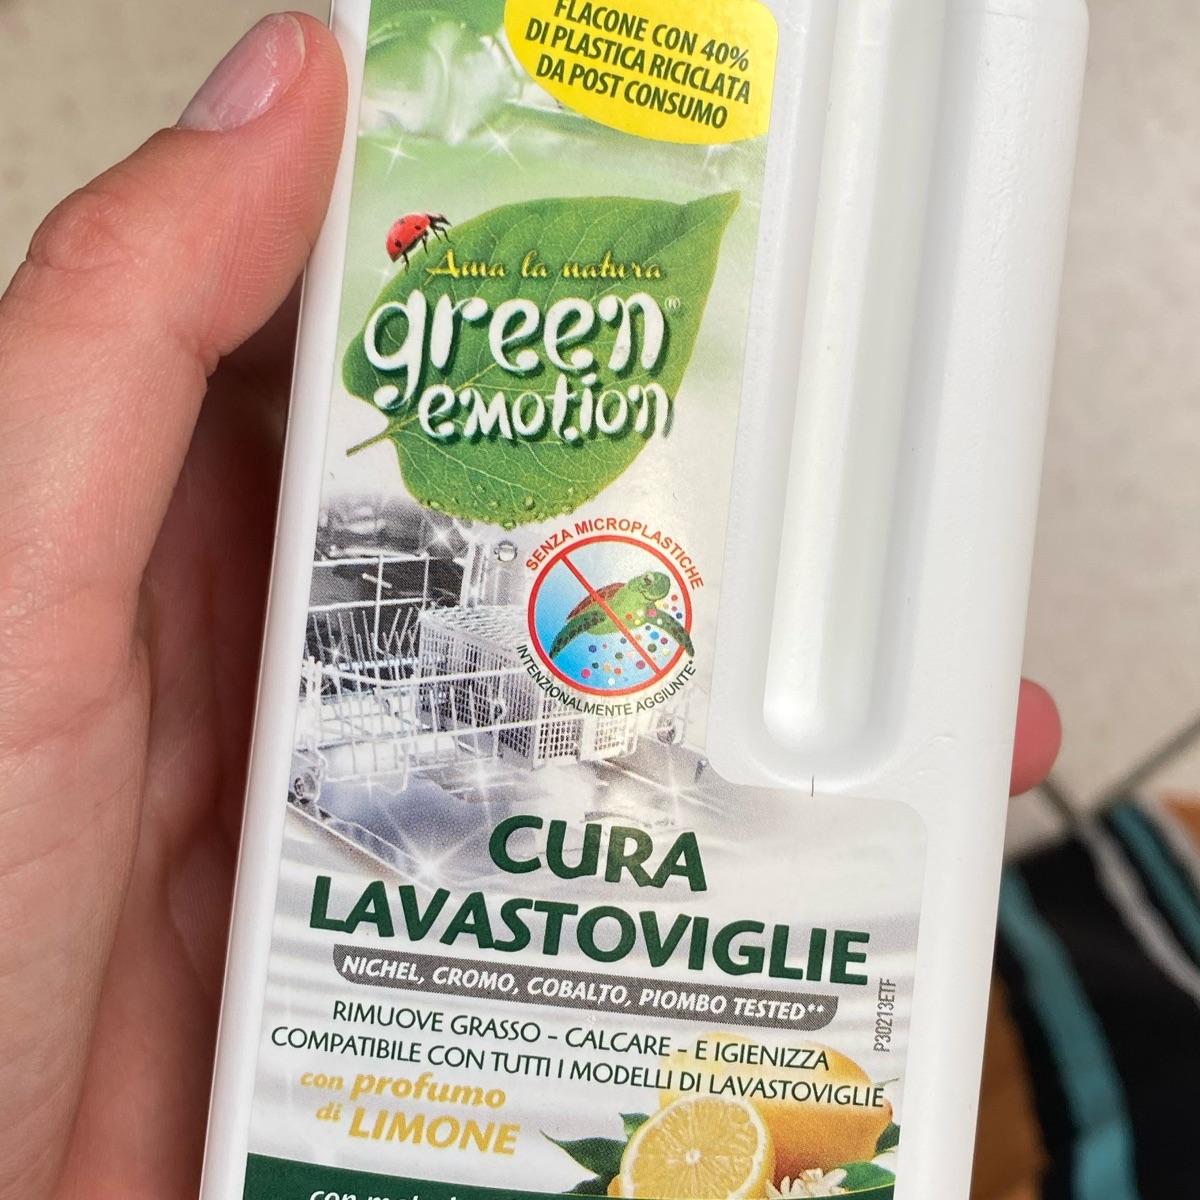 FLACONE CON 40%
DI PLASTICA RICICLATA
DA POST CONSUMO
Ama la natura
green®
emotion
SENZA MICROPLASTICHE
INTENZIONALMENTE AGGIUNTE*
CURA
LAVASTOVIGLIE
NICHEL, CROMO, COBALTO, PIOMBO TESTED**
P30213ETF
RIMUOVE GRASSO - CALCARE - E IGIENIZZA
COMPATIBILE CON TUTTI I MODELLI DI LAVASTOVIGLIE
con profumo
di LIMONE
con